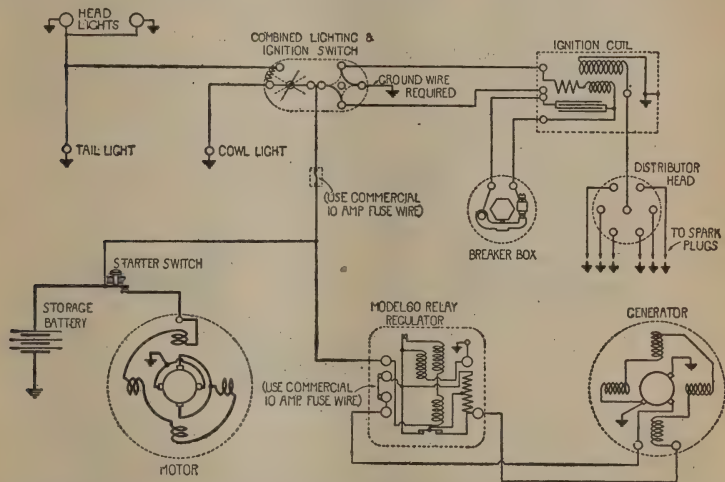 HEAD
LIGHTS
COMBINED LIGHTING &
IGNITION SWITCH
IGNITION COIL
GROUND WIRE
REQUIRED
TAIL LIGHT
COWL LIGHT
(USE COMMERCIAL
10 AMP FUSE WIRE)
BREAKER BOX
DISTRIBUTOR
HEAD
TO SPARK
PLUGS
STARTER SWITCH
STORAGE
BATTERY
MOTOR
MODEL 60 RELAY
REGULATOR
(USE COMMERCIAL
10 AMP FUSE WIRE)
GENERATOR